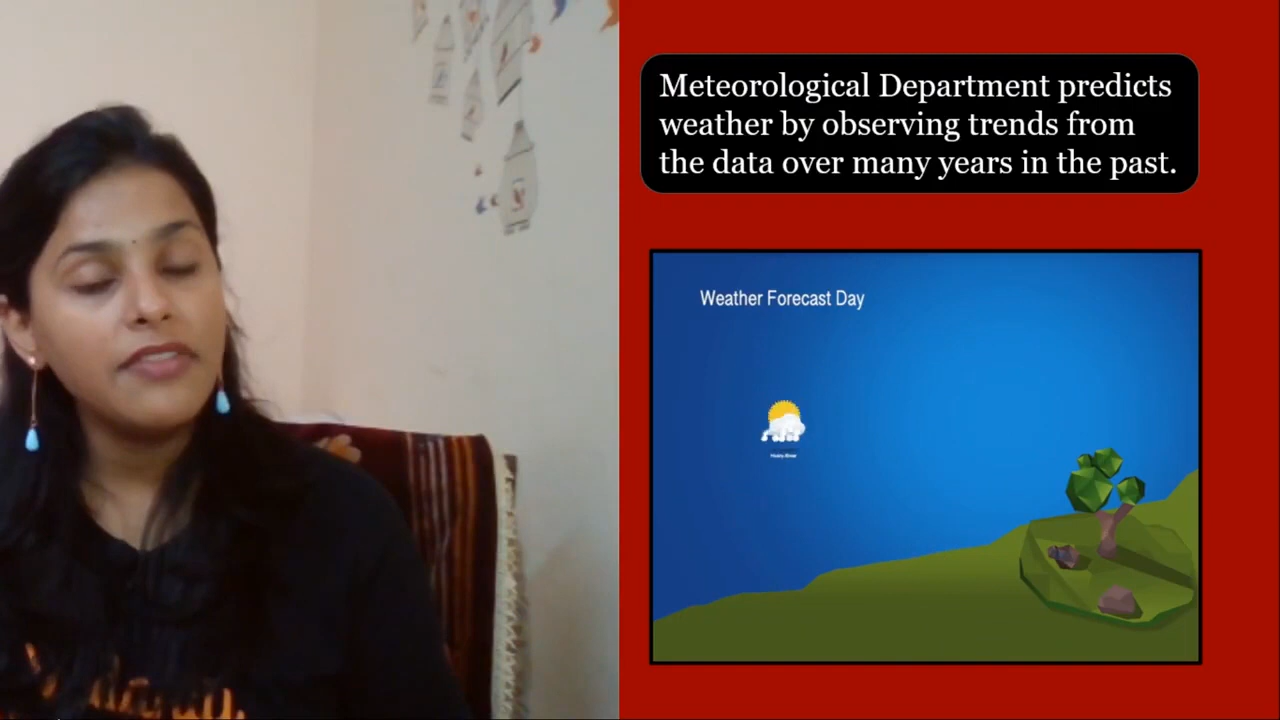 Meteorological Department predicts
weather by observing trends from
the data over many years in the past.
Weather Forecast Day